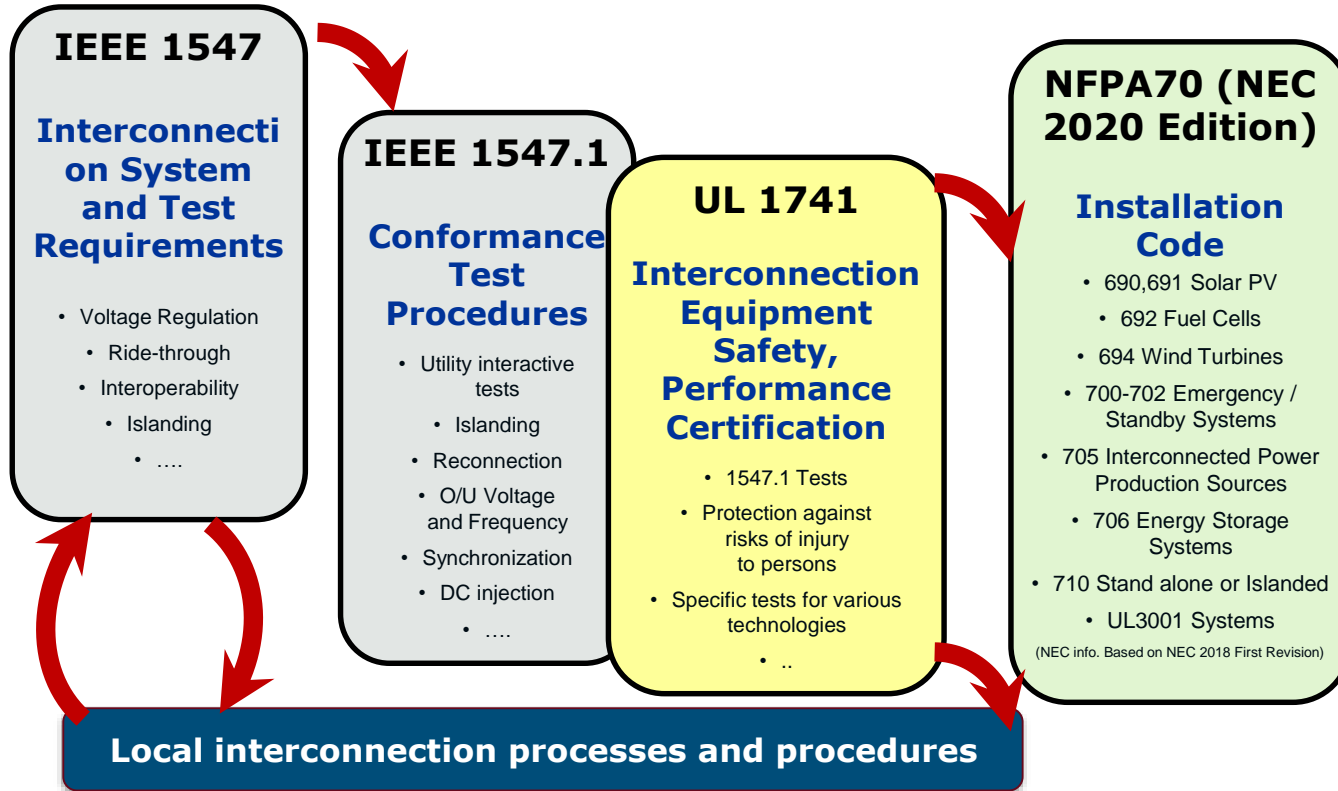 IEEE 1547
Interconnecti
on System
and Test
Requirements
• Voltage Regulation
• Ride-through
• Interoperability
• Islanding
• ....
IEEE 1547.1
Conformance
Test
Procedures
• Utility interactive
tests
• Islanding
• Reconnection
• O/U Voltage
and Frequency
• Synchronization
• DC injection
• ....
UL 1741
Interconnection
Equipment
Safety,
Performance
Certification
• 1547.1 Tests
• Protection against
risks of injury
to persons
• Specific tests for various
technologies
• ..
NFPA70 (NEC
2020 Edition)
Installation
Code
• 690,691 Solar PV
• 692 Fuel Cells
• 694 Wind Turbines
• 700-702 Emergency /
Standby Systems
• 705 Interconnected Power
Production Sources
• 706 Energy Storage
Systems
• 710 Stand alone or Islanded
• UL3001 Systems
(NEC info. Based on NEC 2018 First Revision)
Local interconnection processes and procedures